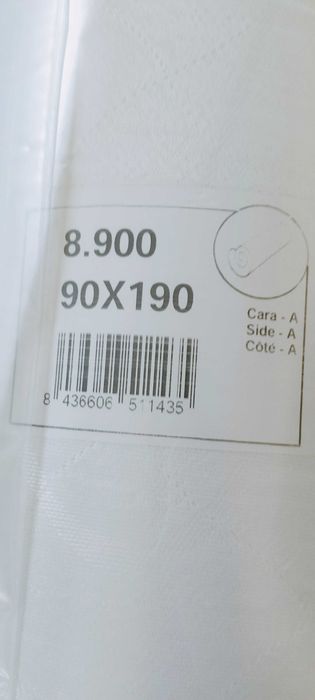 8.900
90X190
Cara - A
Side - A
Côté - A
8 436606 511435